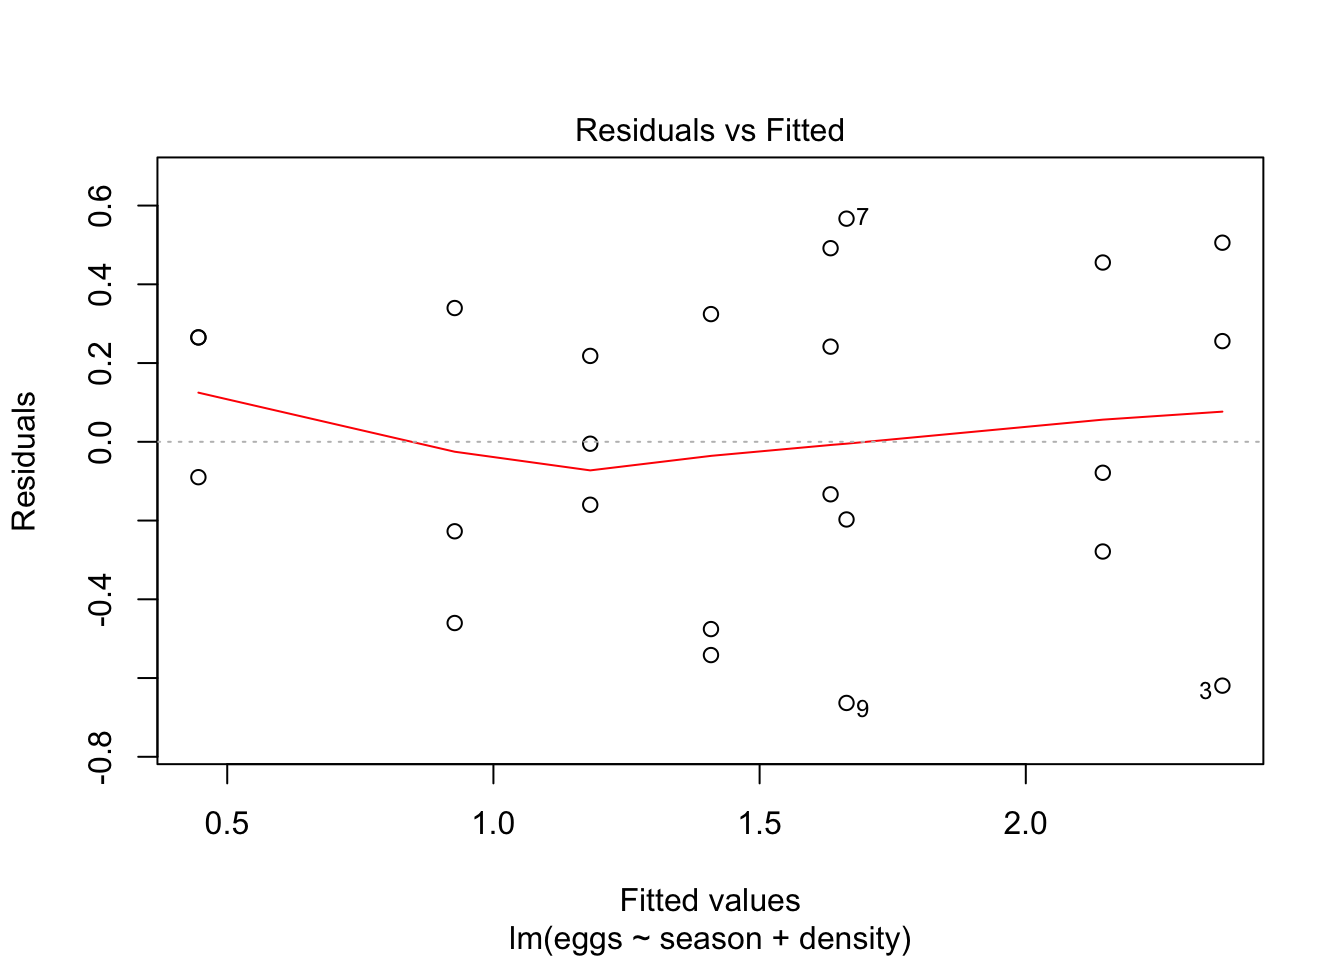 Residuals vs Fitted
Residuals
0.6
0.4
0.2
0.0
-0.4
-0.8
7
9
3
0.5 1.0 1.5 2.0
Fitted values
lm(eggs ~ season + density)